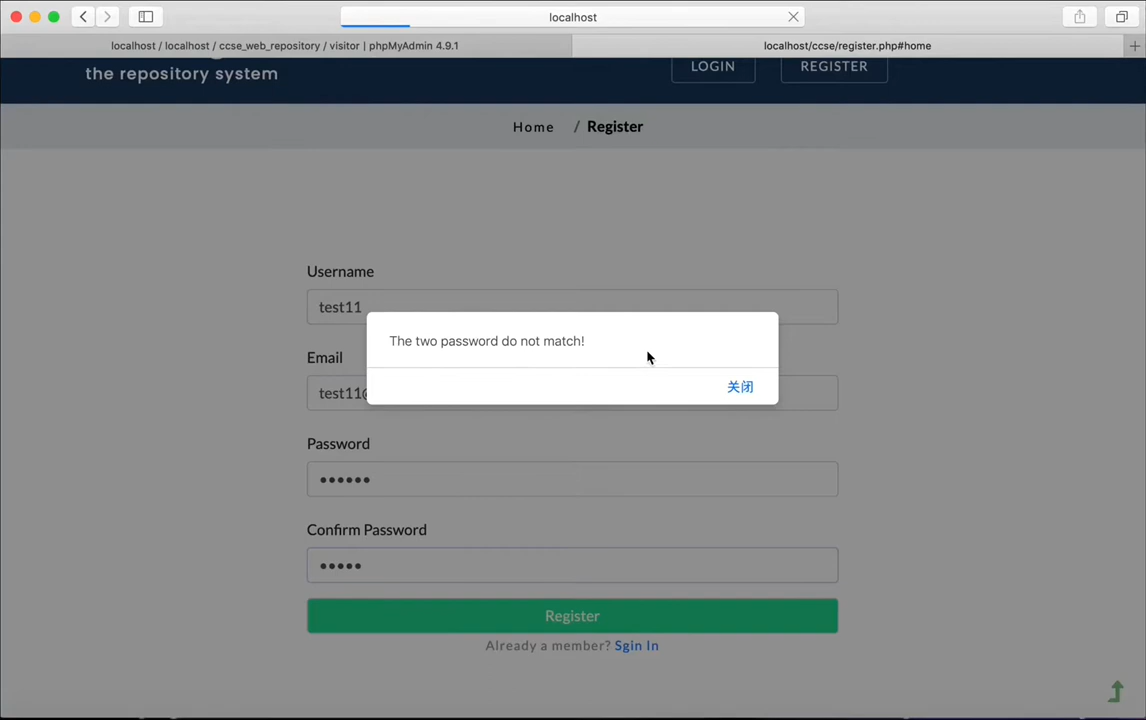 localhost
localhost / localhost / ccse_web_repository / visitor | phpMyAdmin 4.9.1
localhost/ccse/register.php#home
the repository system
LOGIN
REGISTER
Home / Register
Username
test11
The two password do not match!
Email
test11@
关闭
Password
••••••
Confirm Password
•••••
Register
Already a member? Sgin In